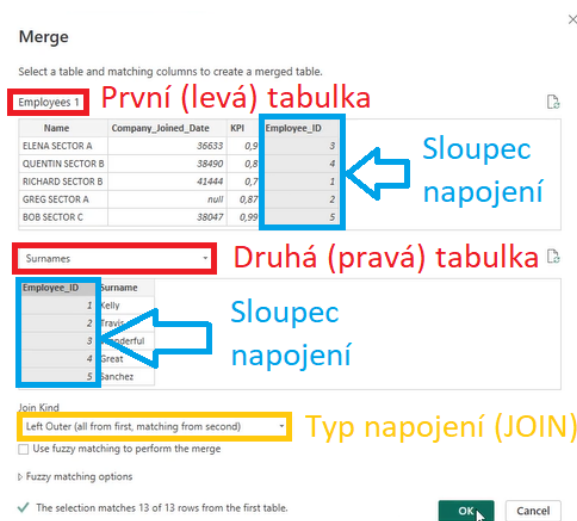 Merge
Select a table and matching columns to create a merged table.
Employees 1 První (levá) tabulka
Name Company_Joined_Date KPI Employee_ID
ELENA SECTOR A 36633 0,9 3
QUENTIN SECTOR B 38490 0,8 4
RICHARD SECTOR B 41444 0,7 1
GREG SECTOR A null 0,87 2
BOB SECTOR C 38047 0,99 5
Sloupec
napojení
Surnames Druhá (pravá) tabulka
Employee_ID Surname
1 Kelly
2 Travis
3
4 Great
5 Sanchez
Sloupec
napojení
Join Kind
Left Outer (all from first, matching from second) Typ napojení (JOIN)
Use fuzzy matching to perform the merge
Fuzzy matching options
The selection matches 13 of 13 rows from the first table.
OK Cancel